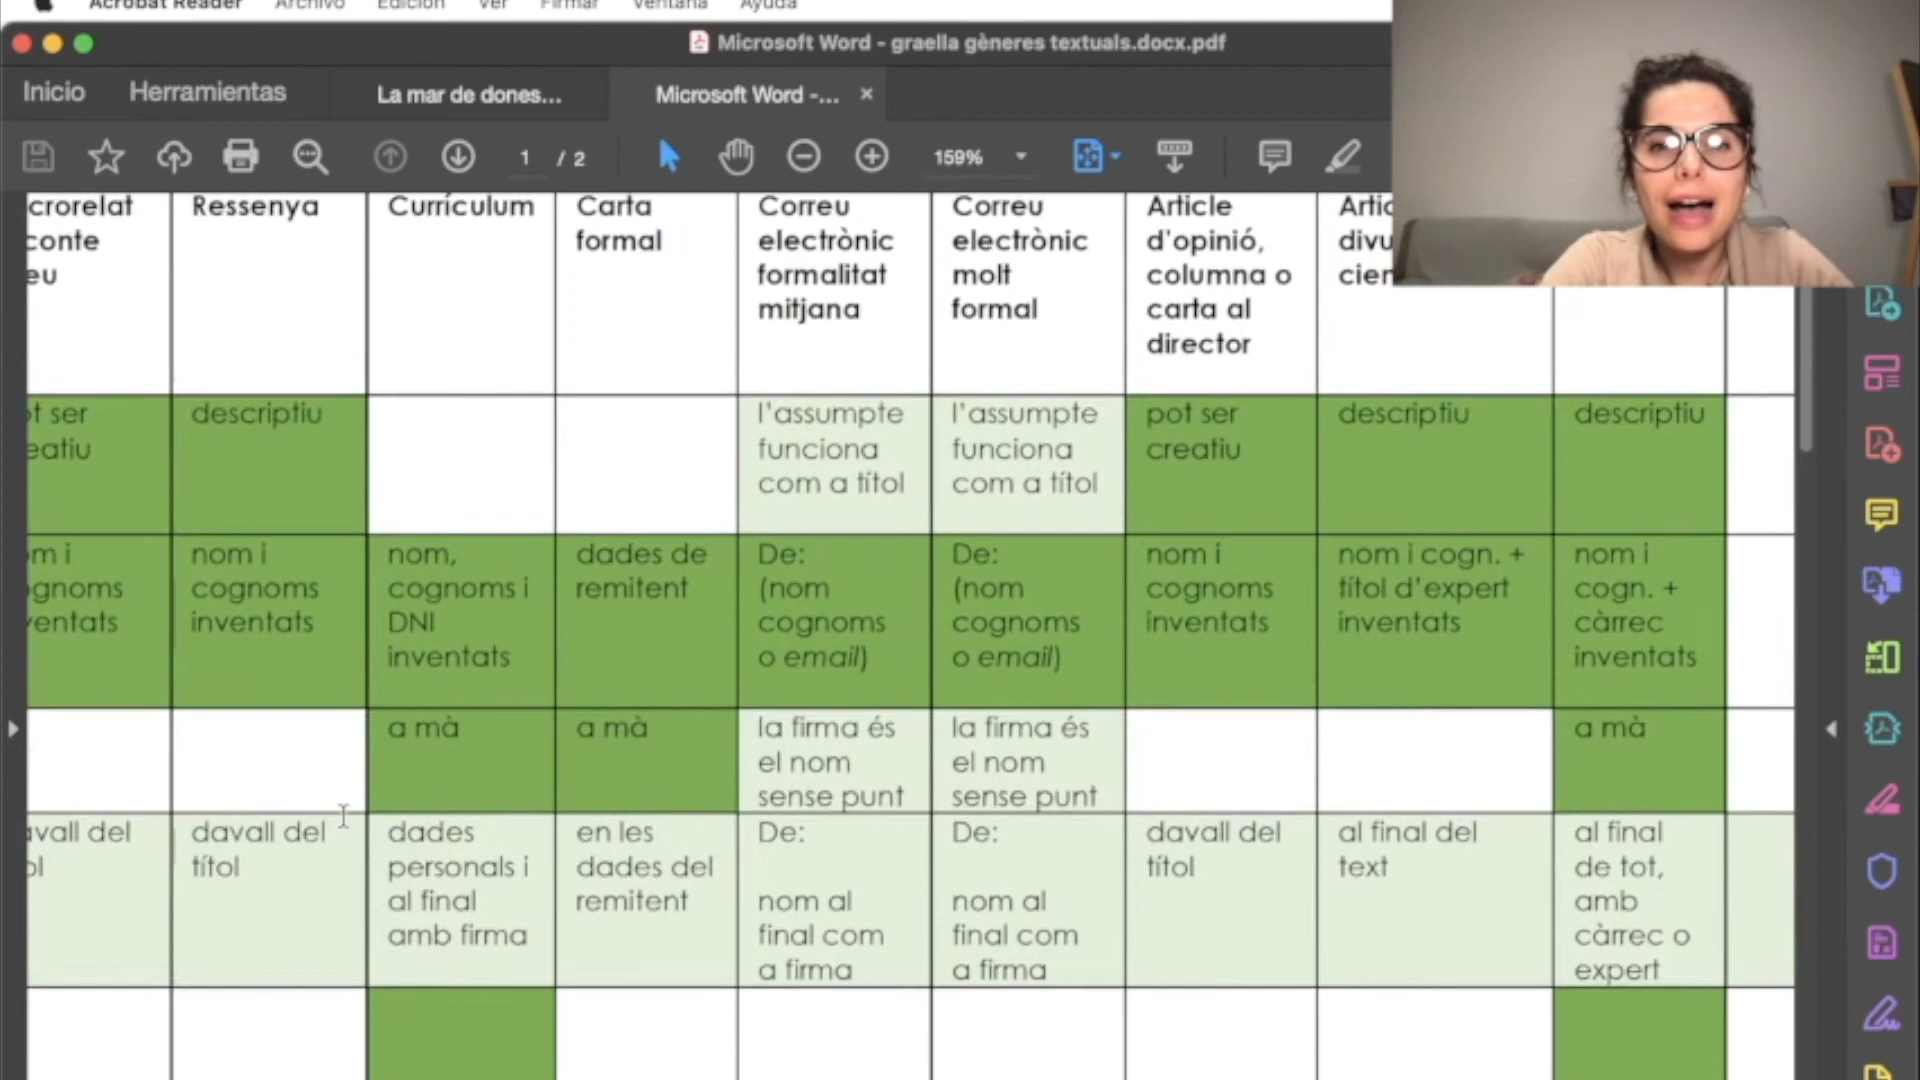 Acrobat Reader Archivo Edición Ver Firmar Ventana Ayuda
Microsoft Word - graella gèneres textuals.docx.pdf
Inicio Herramientas La mar de dones... Microsoft Word -... ×
1 / 2 159%
crorelat
conte
eu
Ressenya
Currículum
Carta
formal
Correu
electrònic
formalitat
mitjana
Correu
electrònic
molt
formal
Article
d'opinió,
columna o
carta al
director
Artic
divu
cien
ot ser
eatiu
descriptiu
l'assumpte
funciona
com a títol
l'assumpte
funciona
com a títol
pot ser
creatiu
descriptiu
descriptiu
om i
ognoms
ventats
nom i
cognoms
inventats
nom,
cognoms i
DNI
inventats
dades de
remitent
De:
(nom
cognoms
o email)
De:
(nom
cognoms
o email)
nom i
cognoms
inventats
nom i cogn. +
títol d'expert
inventats
nom i
cogn. +
càrrec
inventats
a mà
a mà
la firma és
el nom
sense punt
la firma és
el nom
sense punt
a mà
avall del
ol
davall del
títol
dades
personals i
al final
amb firma
en les
dades del
remitent
De:
nom al
final com
a firma
De:
nom al
final com
a firma
davall del
títol
al final del
text
al final
de tot,
amb
càrrec o
expert